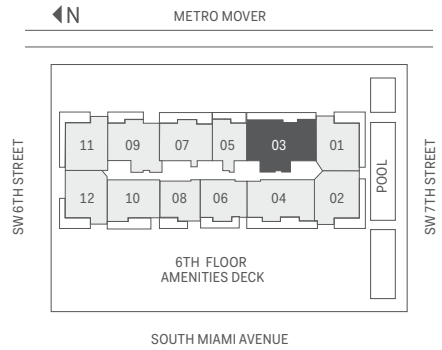 N
METRO MOVER
SW 6TH STREET
11
09
07
05
03
01
12
10
08
06
04
02
POOL
SW 7TH STREET
6TH FLOOR
AMENITIES DECK
SOUTH MIAMI AVENUE